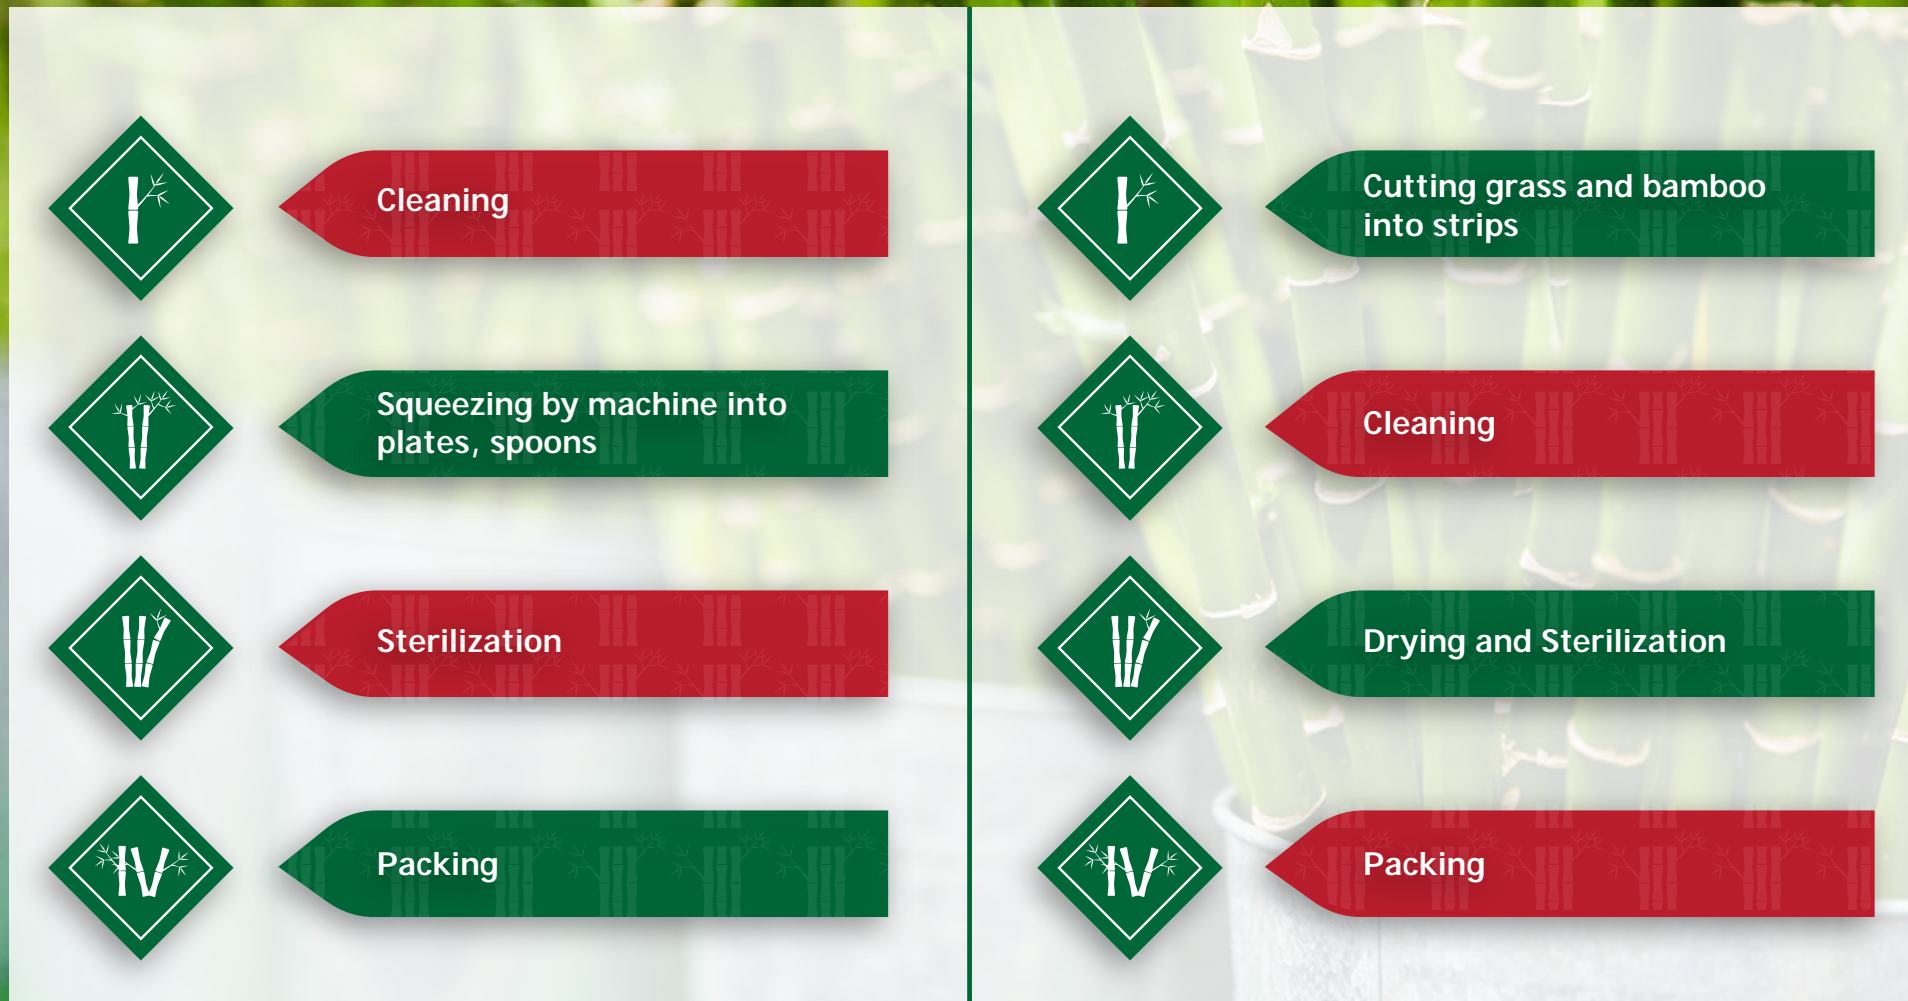 Cleaning
Squeezing by machine into
plates, spoons
Sterilization
Packing
Cutting grass and bamboo
into strips
Cleaning
Drying and Sterilization
Packing